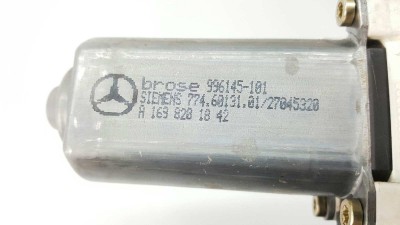 brose 996145-101
SIEMENS 774.60131.01/27045320
A 169 820 18 42